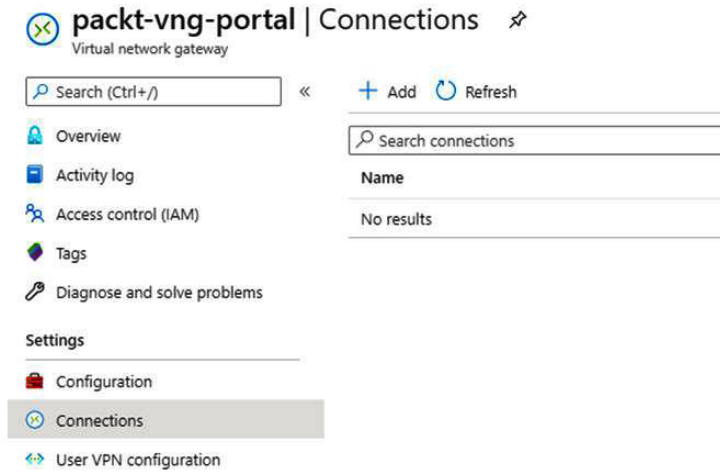 packt-vng-portal | Connections
Virtual network gateway
Search (Ctrl+/)
«
Add
Refresh
Overview
Search connections
Activity log
Name
Access control (IAM)
No results
Tags
Diagnose and solve problems
Settings
Configuration
Connections
User VPN configuration